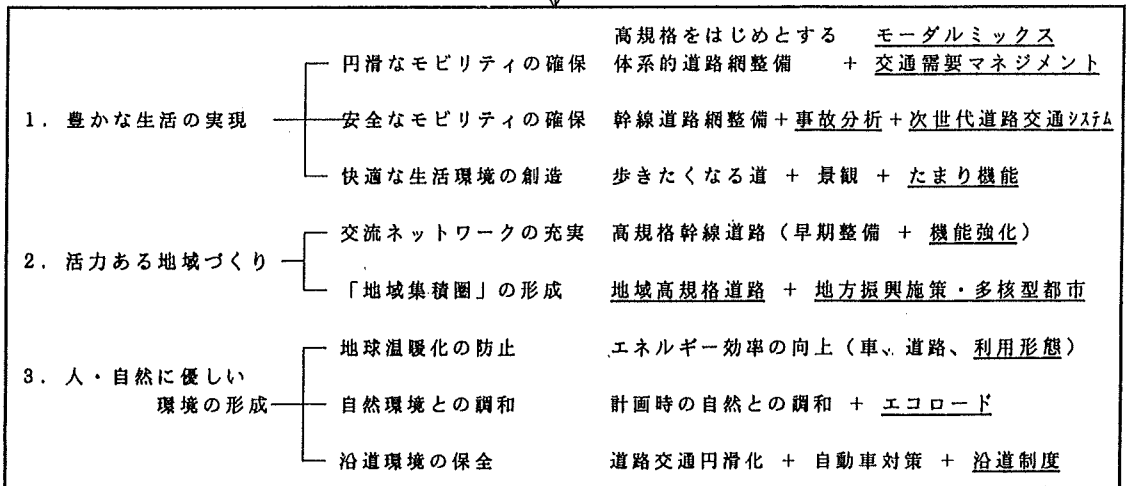 高規格をはじめとする モーダルミックス
円滑なモビリティの確保 体系的道路網整備 + 交通需要マネジメント
1. 豊かな生活の実現 安全なモビリティの確保 幹線道路網整備+事故分析+次世代道路交通システム
快適な生活環境の創造 歩きたくなる道 + 景観 + たまり機能
交流ネットワークの充実 高規格幹線道路(早期整備 + 機能強化)
2. 活力ある地域づくり
「地域集積圏」の形成 地域高規格道路 + 地方振興施策・多核型都市
地球温暖化の防止 エネルギー効率の向上(車、道路、利用形態)
3. 人・自然に優しい
環境の形成 自然環境との調和 計画時の自然との調和 + エコロード
沿道環境の保全 道路交通円滑化 + 自動車対策 + 沿道制度